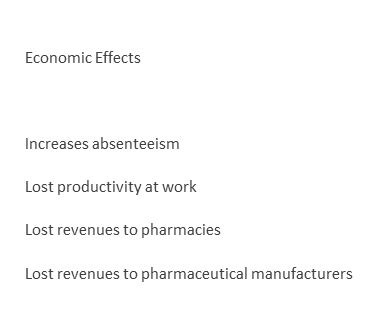 Economic Effects
Increases absenteeism
Lost productivity at work
Lost revenues to pharmacies
Lost revenues to pharmaceutical manufacturers